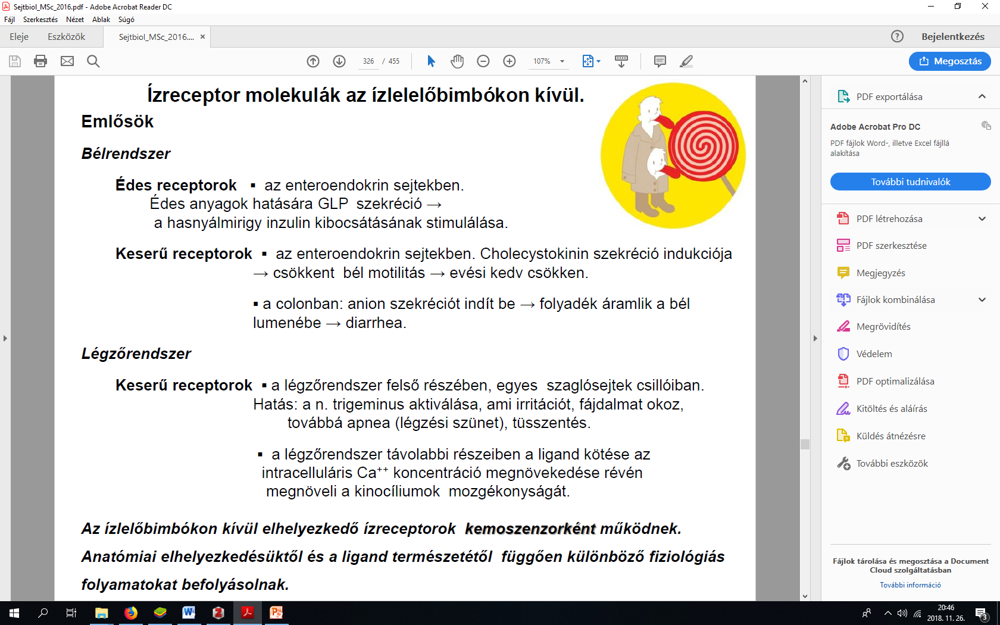 Sejtbiol_MSc_2016.pdf - Adobe Acrobat Reader DC
Fájl Szerkesztés Nézet Ablak Súgó
Eleje Eszközök Sejtbiol_MSc_2016.... × ? Bejelentkezés
326 / 455 107% Megosztás
Ízreceptor molekulák az ízlelelőbimbókon kívül.
Emlősök
Bélrendszer
Édes receptorok ▪ az enteroendokrin sejtekben.
Édes anyagok hatására GLP szekréció →
a hasnyálmirigy inzulin kibocsátásának stimulálása.
Keserű receptorok ▪ az enteroendokrin sejtekben. Cholecystokinin szekréció indukciója
→ csökkent bél motilitás → evési kedv csökken.
▪ a colonban: anion szekréciót indít be → folyadék áramlik a bél
lumenébe → diarrhea.
Légzőrendszer
Keserű receptorok ▪ a légzőrendszer felső részében, egyes szaglósejtek csillóiban.
Hatás: a n. trigeminus aktiválása, ami irritációt, fájdalmat okoz,
továbbá apnea (légzési szünet), tüsszentés.
▪ a légzőrendszer távolabbi részeiben a ligand kötése az
intracelluláris Ca⁺⁺ koncentráció megnövekedése révén
megnöveli a kinocíliumok mozgékonyságát.
Az ízlelőbimbókon kívül elhelyezkedő ízreceptorok kemoszenzorként működnek.
Anatómiai elhelyezkedésüktől és a ligand természetétől függően különböző fiziológiás
folyamatokat befolyásolnak.
PDF exportálása
Adobe Acrobat Pro DC
PDF fájlok Word-, illetve Excel fájllá
alakítása
További tudnivalók
PDF létrehozása
PDF szerkesztése
Megjegyzés
Fájlok kombinálása
Megrövidítés
Védelem
PDF optimalizálása
Kitöltés és aláírás
Küldés átnézésre
További eszközök
Fájlok tárolása és megosztása a Document
Cloud szolgáltatásban
További információ
20:46
2018. 11. 26.
3